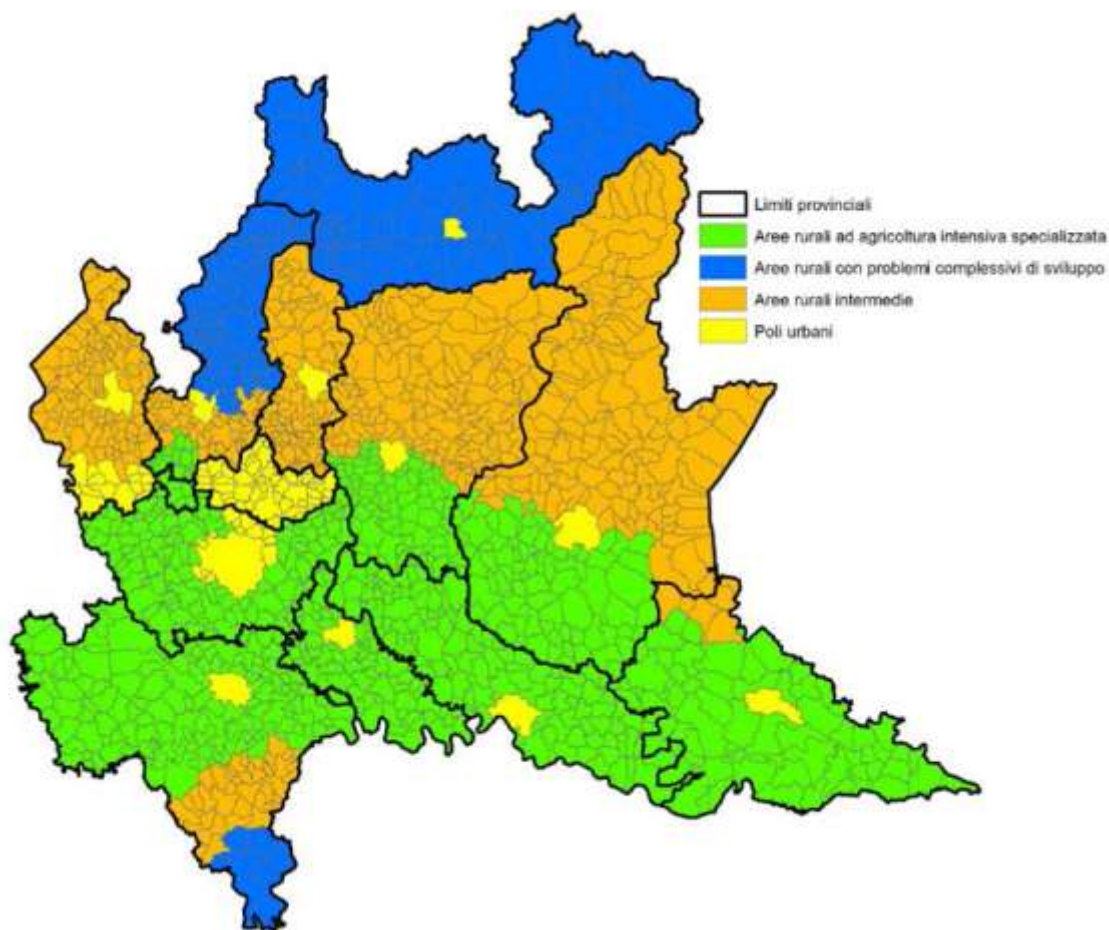 Limiti provinciali
Aree rurali ad agricoltura intensiva specializzata
Aree rurali con problemi complessivi di sviluppo
Aree rurali intermedie
Poli urbani